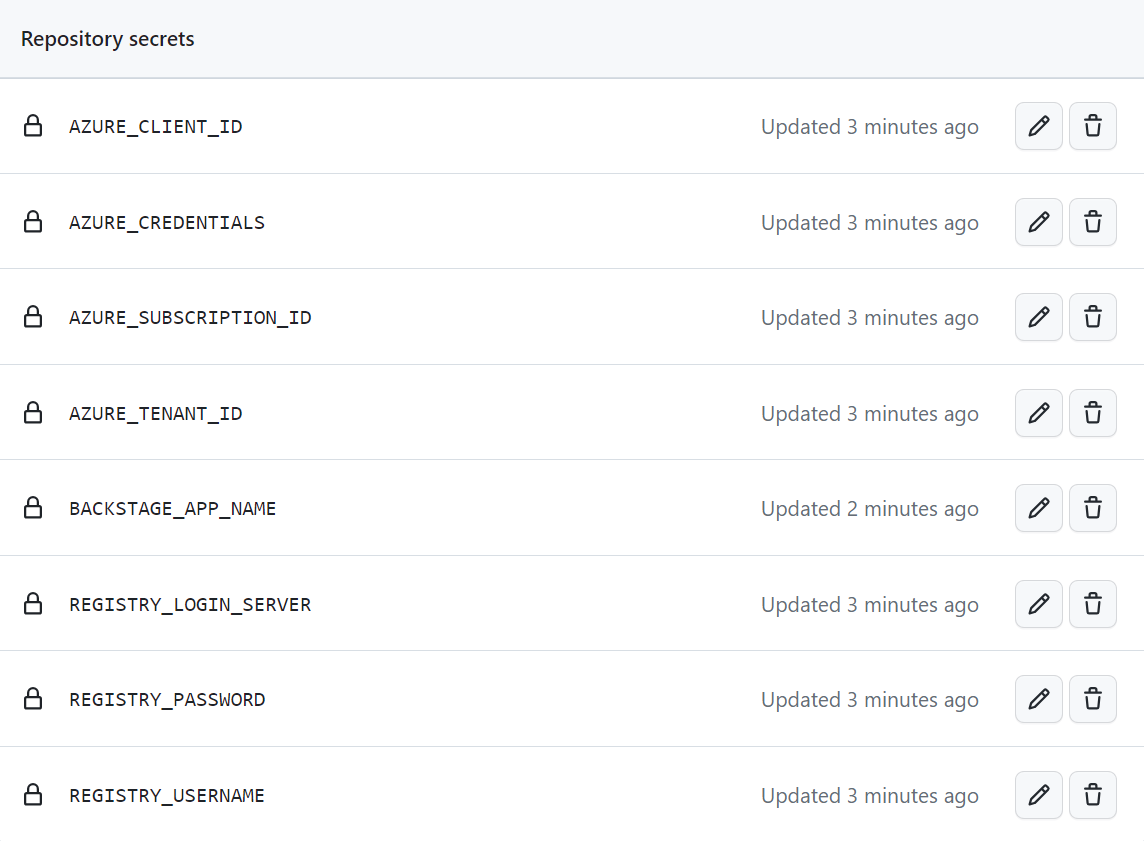 Repository secrets
AZURE_CLIENT_ID Updated 3 minutes ago
AZURE_CREDENTIALS Updated 3 minutes ago
AZURE_SUBSCRIPTION_ID Updated 3 minutes ago
AZURE_TENANT_ID Updated 3 minutes ago
BACKSTAGE_APP_NAME Updated 2 minutes ago
REGISTRY_LOGIN_SERVER Updated 3 minutes ago
REGISTRY_PASSWORD Updated 3 minutes ago
REGISTRY_USERNAME Updated 3 minutes ago